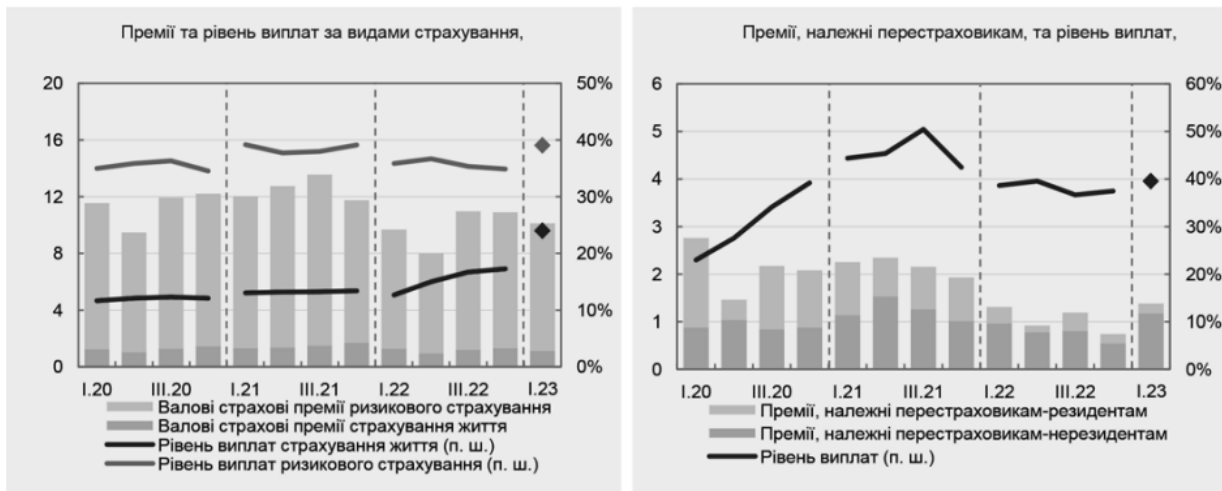 Премії та рівень виплат за видами страхування,
20
16
12
8
4
0
50%
40%
30%
20%
10%
0%
I.20 III.20 I.21 III.21 I.22 III.22 I.23
Валові страхові премії ризикового страхування
Валові страхові премії страхування життя
Рівень виплат страхування життя (п. ш.)
Рівень виплат ризикового страхування (п. ш.)
Премії, належні перестраховикам, та рівень виплат,
6
5
4
3
2
1
0
60%
50%
40%
30%
20%
10%
0%
I.20 III.20 I.21 III.21 I.22 III.22 I.23
Премії, належні перестраховикам-резидентам
Премії, належні перестраховикам-нерезидентам
Рівень виплат (п. ш.)